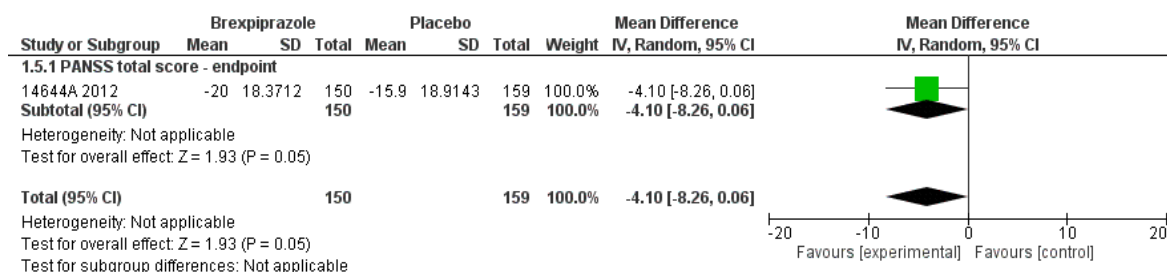 Brexpiprazole Placebo Mean Difference Mean Difference
Study or Subgroup Mean SD Total Mean SD Total Weight IV, Random, 95% CI IV, Random, 95% CI
1.5.1 PANSS total score - endpoint
14644A 2012 -20 18.3712 150 -15.9 18.9143 159 100.0% -4.10 [-8.26, 0.06]
Subtotal (95% CI) 150 159 100.0% -4.10 [-8.26, 0.06]
Heterogeneity: Not applicable
Test for overall effect: Z = 1.93 (P = 0.05)
Total (95% CI) 150 159 100.0% -4.10 [-8.26, 0.06]
Heterogeneity: Not applicable
Test for overall effect: Z = 1.93 (P = 0.05)
Test for subgroup differences: Not applicable
-20 -10 0 10 20
Favours [experimental] Favours [control]